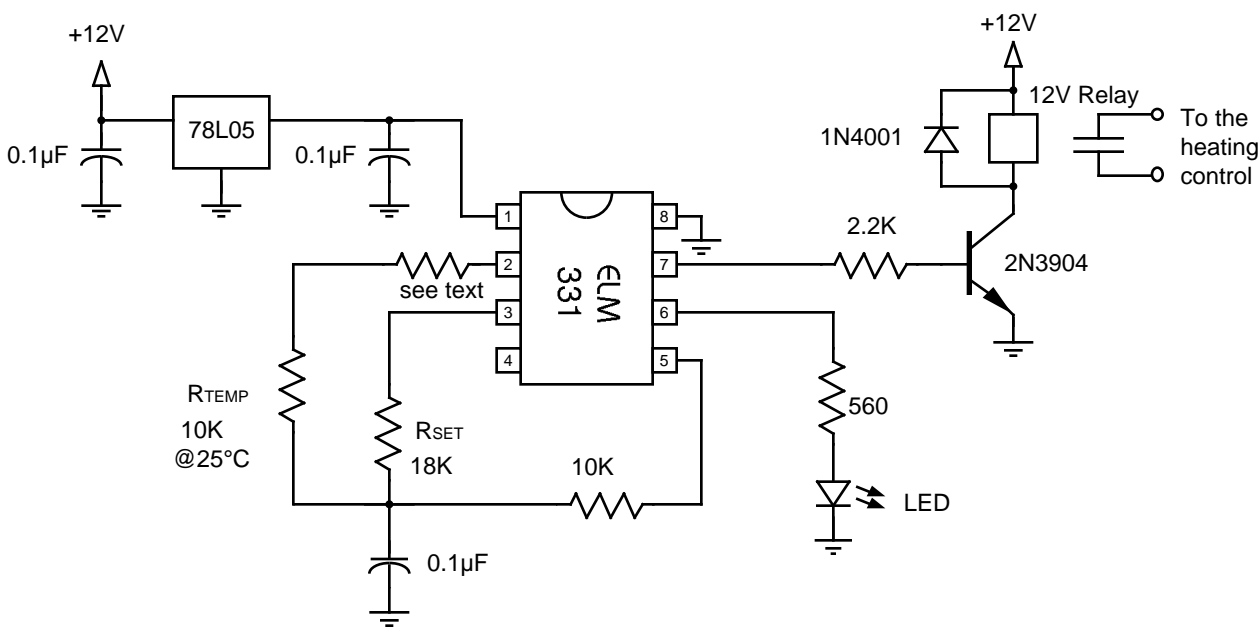 +12V
78L05
0.1µF
0.1µF
+12V
12V Relay
1N4001
To the
heating
control
1
2
3
4
8
7
6
5
ELM
331
see text
2.2K
2N3904
RTEMP
10K
@25°C
RSET
18K
10K
560
LED
0.1µF